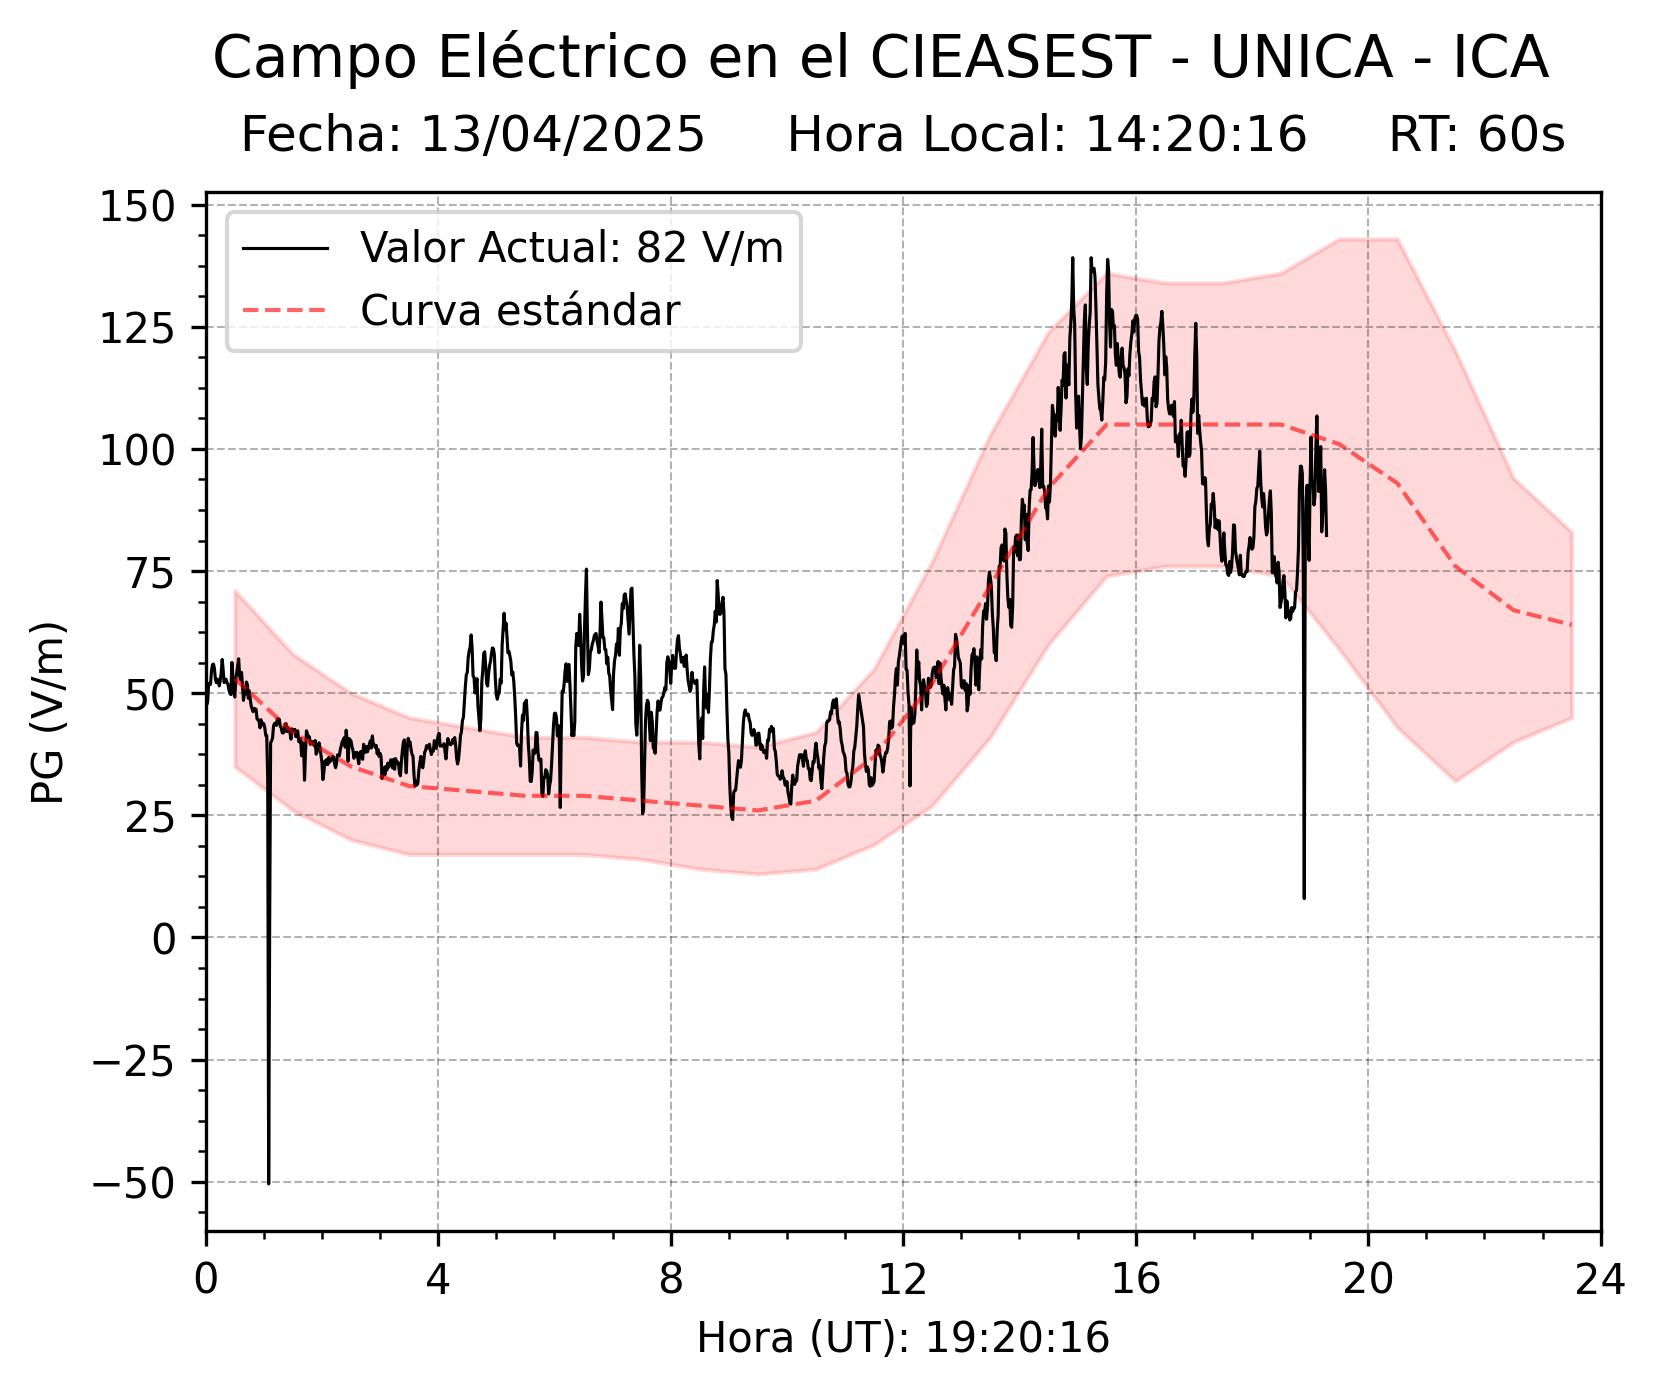 Campo Eléctrico en el CIEASEST - UNICA - ICA
Fecha: 13/04/2025 Hora Local: 14:20:16 RT: 60s
Valor Actual: 82 V/m
Curva estándar
PG (V/m)
150
125
100
75
50
25
0
−25
−50
0 4 8 12 16 20 24
Hora (UT): 19:20:16